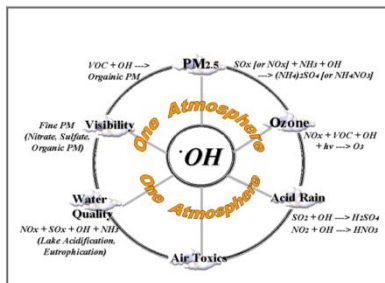 VOC + OH --->
Orgainic PM
PM2.5
SOx [or NOx] + NH3 + OH
---> (NH4)2SO4 [or NH4NO3]
Fine PM
(Nitrate, Sulfate,
Organic PM)
Visibility
One Atmosphere
Ozone
NOx + VOC + OH
+ hv ---> O3
·OH
One Atmosphere
Water
Quality
NOx + SOx + OH + NH3
(Lake Acidification,
Eutrophication)
Acid Rain
SO2 + OH ---> H2SO4
NO2 + OH ---> HNO3
Air Toxics